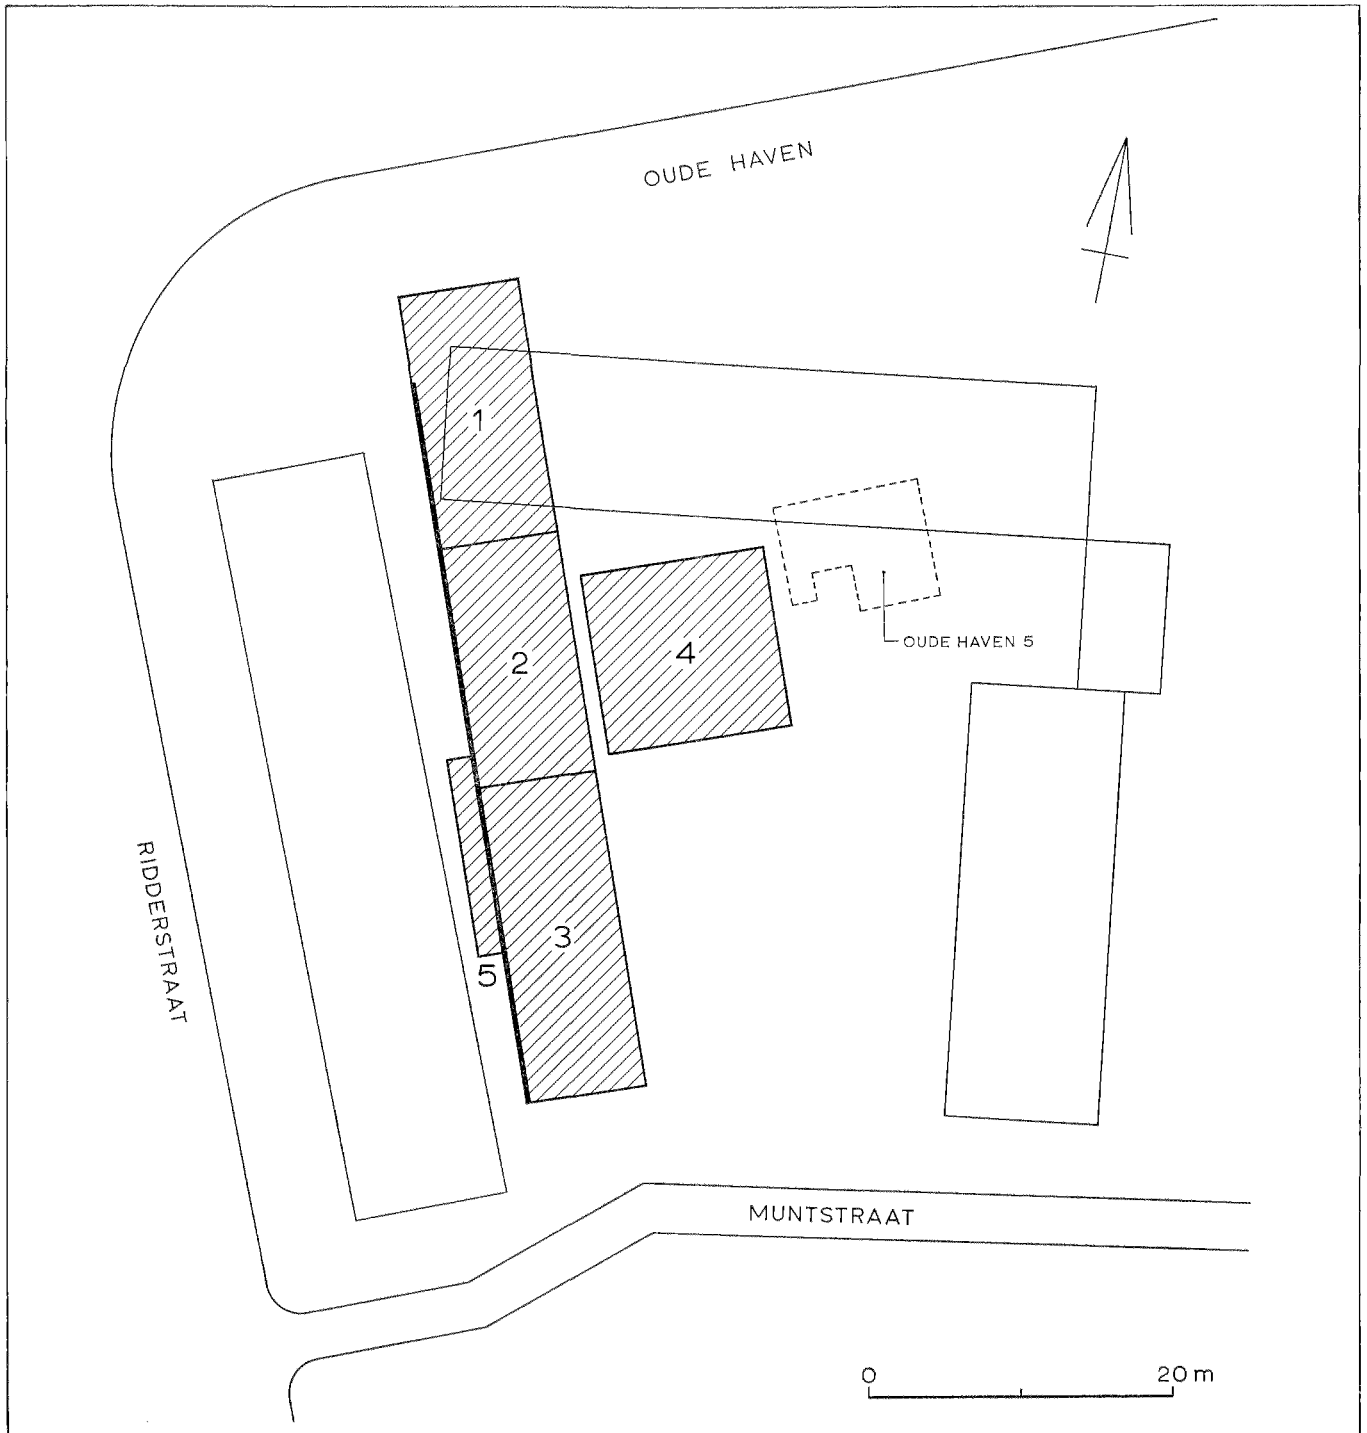 OUDE HAVEN
1
2
4
OUDE HAVEN 5
RIDDERSTRAAT
3
5
MUNTSTRAAT
0 20 m